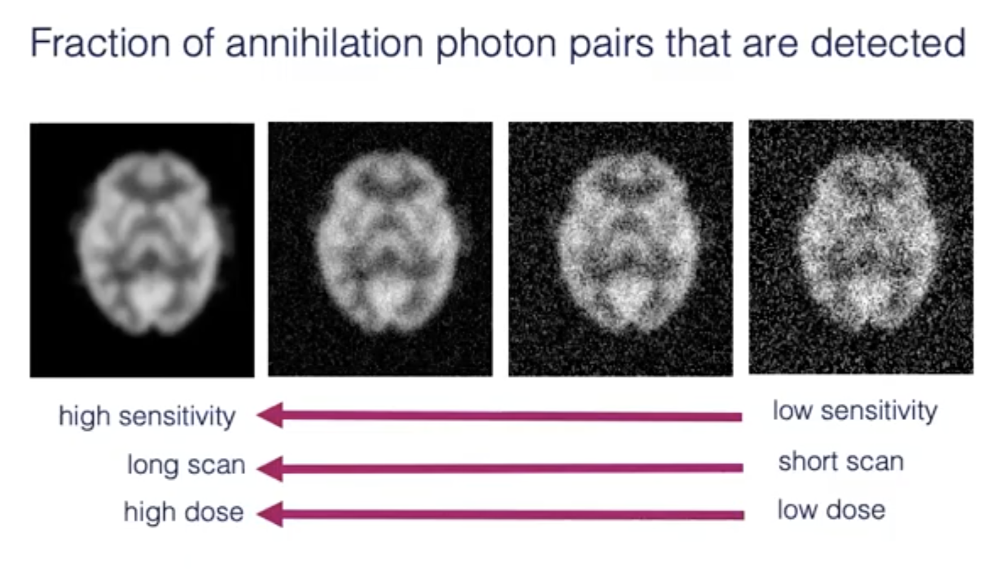 Fraction of annihilation photon pairs that are detected
high sensitivity
low sensitivity
long scan
short scan
high dose
low dose